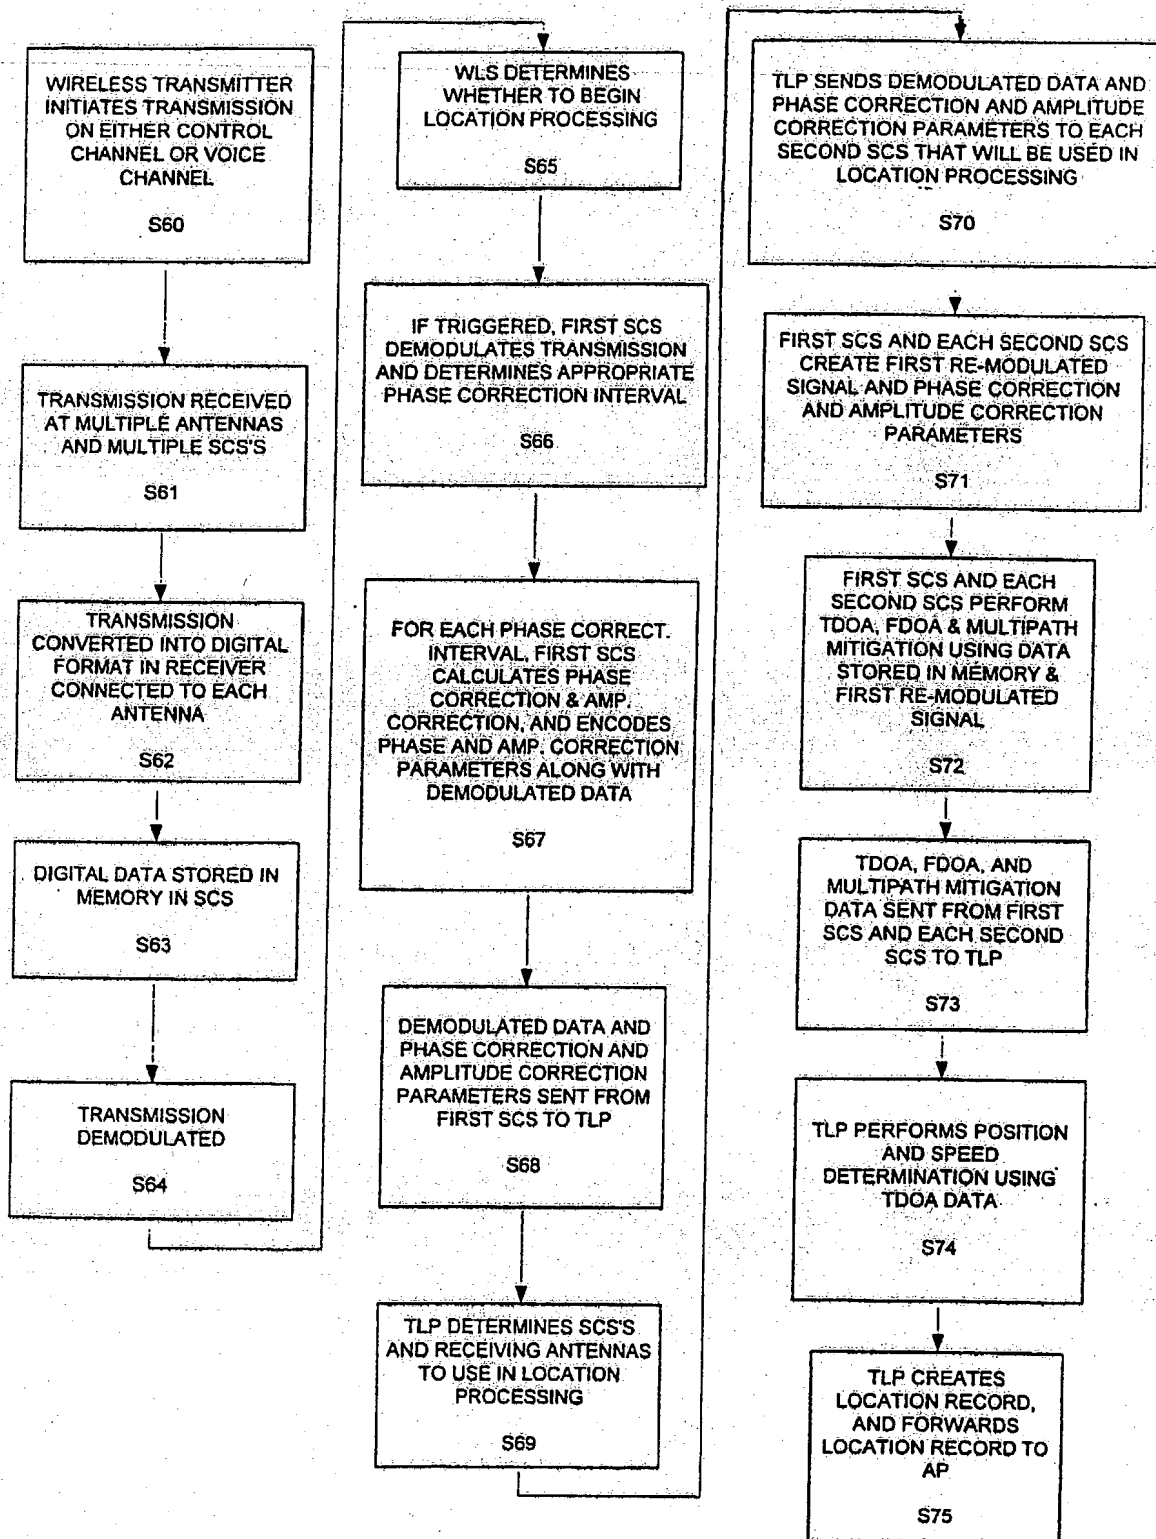 WIRELESS TRANSMITTER
INITIATES TRANSMISSION
ON EITHER CONTROL
CHANNEL OR VOICE
CHANNEL
S60
TRANSMISSION RECEIVED
AT MULTIPLE ANTENNAS
AND MULTIPLE SCS'S
S61
TRANSMISSION
CONVERTED INTO DIGITAL
FORMAT IN RECEIVER
CONNECTED TO EACH
ANTENNA
S62
DIGITAL DATA STORED IN
MEMORY IN SCS
S63
TRANSMISSION
DEMODULATED
S64
WLS DETERMINES
WHETHER TO BEGIN
LOCATION PROCESSING
S65
IF TRIGGERED, FIRST SCS
DEMODULATES TRANSMISSION
AND DETERMINES APPROPRIATE
PHASE CORRECTION INTERVAL
S66
FOR EACH PHASE CORRECT.
INTERVAL, FIRST SCS
CALCULATES PHASE
CORRECTION & AMP.
CORRECTION, AND ENCODES
PHASE AND AMP. CORRECTION
PARAMETERS ALONG WITH
DEMODULATED DATA
S67
DEMODULATED DATA AND
PHASE CORRECTION AND
AMPLITUDE CORRECTION
PARAMETERS SENT FROM
FIRST SCS TO TLP
S68
TLP DETERMINES SCS'S
AND RECEIVING ANTENNAS
TO USE IN LOCATION
PROCESSING
S69
TLP SENDS DEMODULATED DATA AND
PHASE CORRECTION AND AMPLITUDE
CORRECTION PARAMETERS TO EACH
SECOND SCS THAT WILL BE USED IN
LOCATION PROCESSING
S70
FIRST SCS AND EACH SECOND SCS
CREATE FIRST RE-MODULATED
SIGNAL AND PHASE CORRECTION
AND AMPLITUDE CORRECTION
PARAMETERS
S71
FIRST SCS AND EACH
SECOND SCS PERFORM
TDOA, FDOA & MULTIPATH
MITIGATION USING DATA
STORED IN MEMORY &
FIRST RE-MODULATED
SIGNAL
S72
TDOA, FDOA, AND
MULTIPATH MITIGATION
DATA SENT FROM FIRST
SCS AND EACH SECOND
SCS TO TLP
S73
TLP PERFORMS POSITION
AND SPEED
DETERMINATION USING
TDOA DATA
S74
TLP CREATES
LOCATION RECORD,
AND FORWARDS
LOCATION RECORD TO
AP
S75